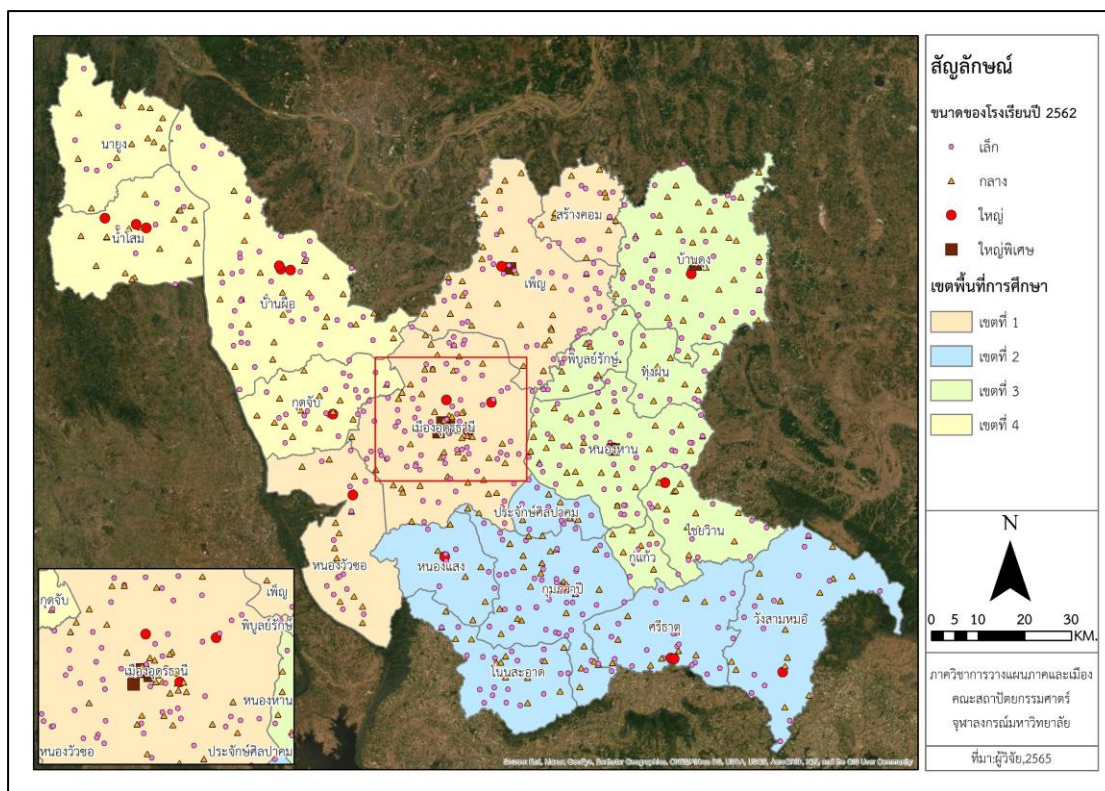 นายูง
น้ำโสม
บ้านผือ
กุดจับ
สร้างคอม
เพ็ญ
บ้านดุง
พิบูลย์รักษ์
ทุ่งฝน
เมืองอุดรธานี
หนองหาน
ประจักษ์ศิลปาคม
ไชยวาน
กู่แก้ว
หนองวัวซอ
หนองแสง
กุมภวาปี
ศรีธาตุ
วังสามหมอ
โนนสะอาด
กุดจับ
เพ็ญ
พิบูลย์รักษ์
เมืองอุดรธานี
หนองหาน
หนองวัวซอ
ประจักษ์ศิลปาคม
สัญลักษณ์
ขนาดของโรงเรียนปี 2562
เล็ก
กลาง
ใหญ่
ใหญ่พิเศษ
เขตพื้นที่การศึกษา
เขตที่ 1
เขตที่ 2
เขตที่ 3
เขตที่ 4
N
0 5 10 20 30
KM.
ภาควิชาการวางแผนภาคและเมือง
คณะสถาปัตยกรรมศาตร์
จุฬาลงกรณ์มหาวิทยาลัย
ที่มา:ผู้วิจัย,2565